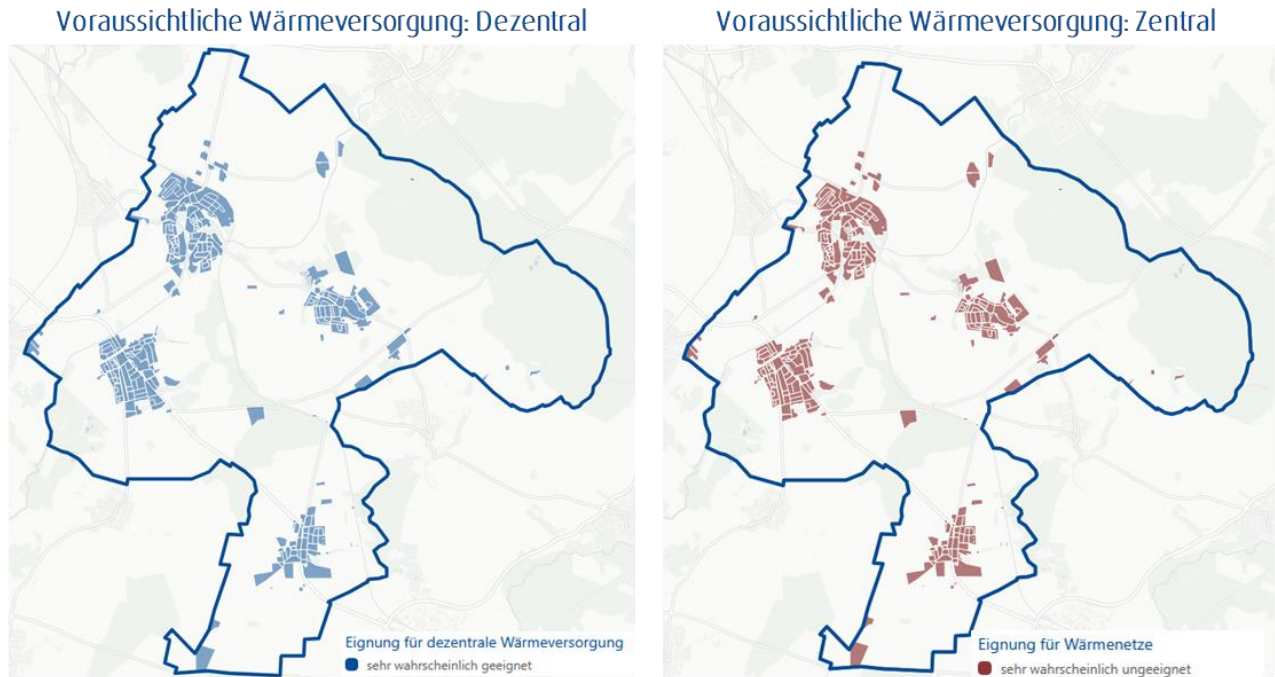 Voraussichtliche Wärmeversorgung: Dezentral
Voraussichtliche Wärmeversorgung: Zentral
Eignung für dezentrale Wärmeversorgung
sehr wahrscheinlich geeignet
Eignung für Wärmenetze
sehr wahrscheinlich ungeeignet